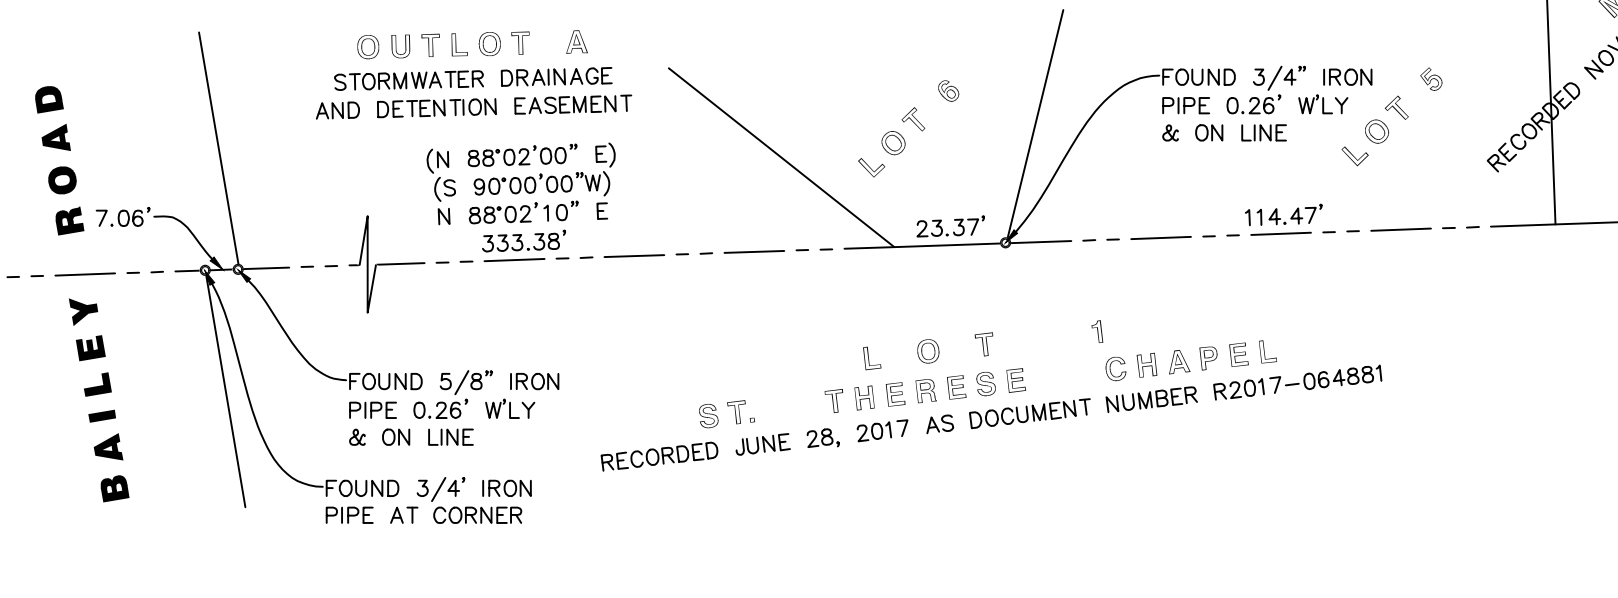 OUTLOT A
STORMWATER DRAINAGE
AND DETENTION EASEMENT
(N 88°02'00" E)
(S 90°00'00"W)
N 88°02'10" E
333.38'
BAILEY ROAD
7.06'
LOT 6
23.37'
FOUND 3/4" IRON
PIPE 0.26' W'LY
& ON LINE
LOT 5
114.47'
RECORDED NOV
FOUND 5/8" IRON
PIPE 0.26' W'LY
& ON LINE
FOUND 3/4' IRON
PIPE AT CORNER
LOT 1
ST. THERESE CHAPEL
RECORDED JUNE 28, 2017 AS DOCUMENT NUMBER R2017-064881